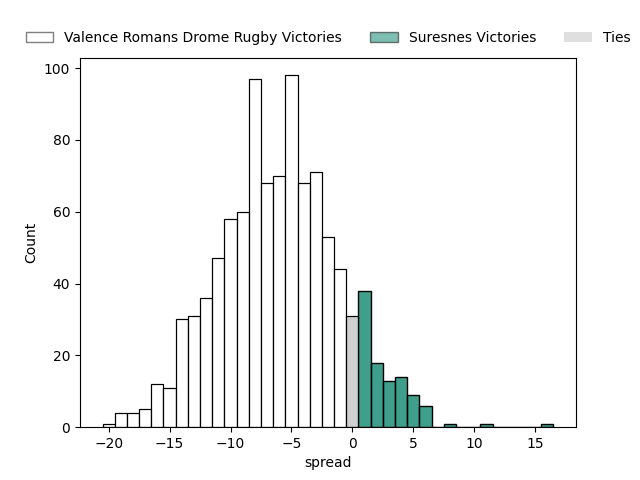 Valence Romans Drome Rugby Victories Suresnes Victories Ties
100
80
60
40
20
0
Count
−20 −15 −10 −5 0 5 10 15
spread